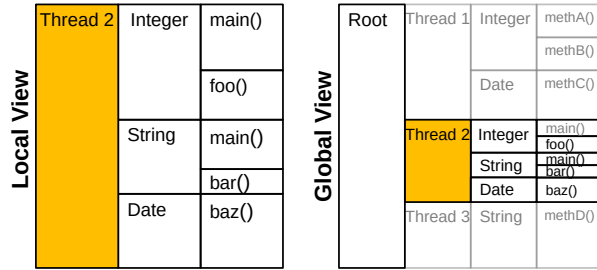 Local View
Thread 2
Integer
main()
foo()
String
main()
bar()
Date
baz()
Global View
Root
Thread 1
Integer
methA()
methB()
Date
methC()
Thread 2
Integer
main()
foo()
String
main()
bar()
Date
baz()
Thread 3
String
methD()